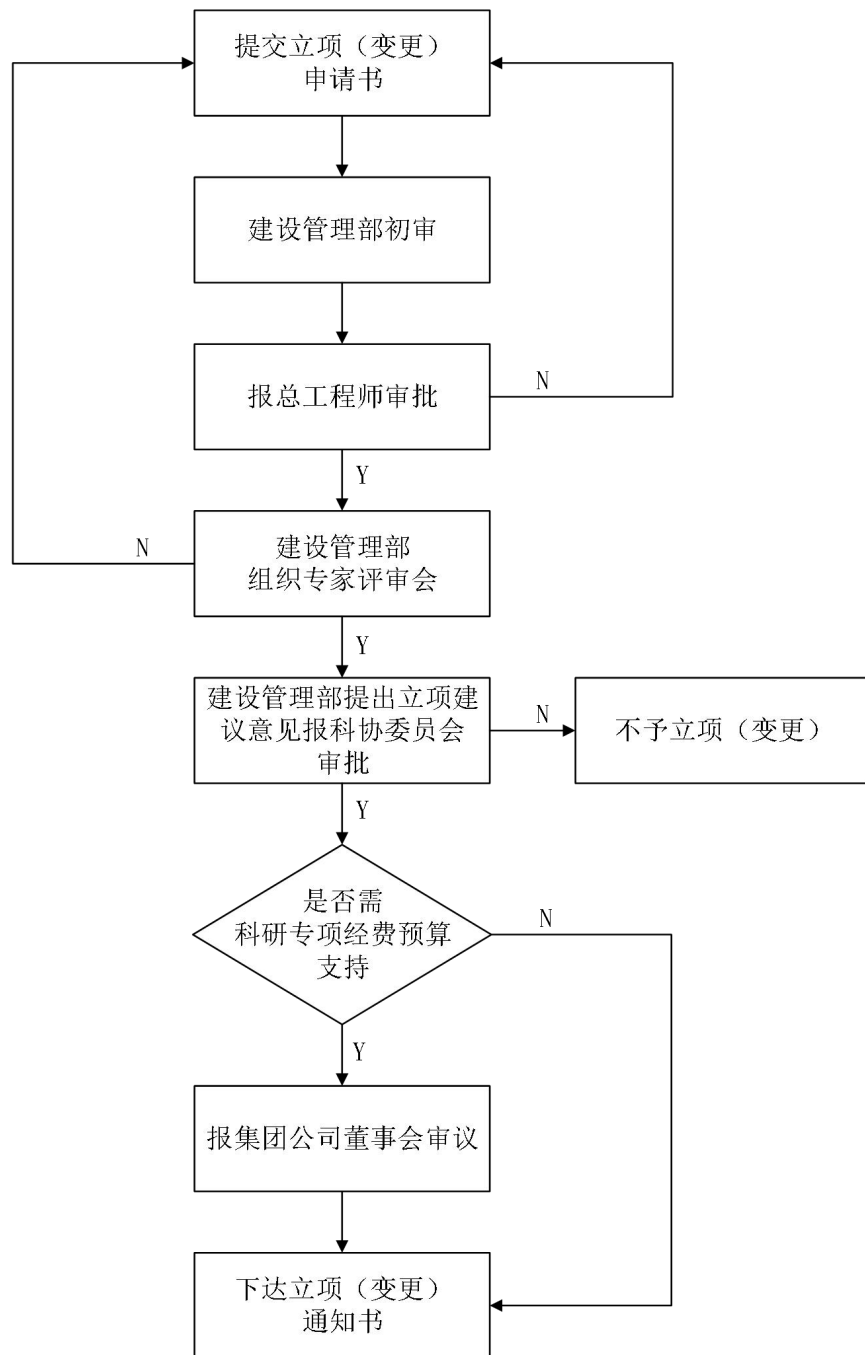 提交立项（变更）
申请书
建设管理部初审
报总工程师审批
N
Y
建设管理部
组织专家评审会
N
Y
建设管理部提出立项建
议意见报科协委员会
审批
N
不予立项（变更）
Y
是否需
科研专项经费预算
支持
N
Y
报集团公司董事会审议
下达立项（变更）
通知书